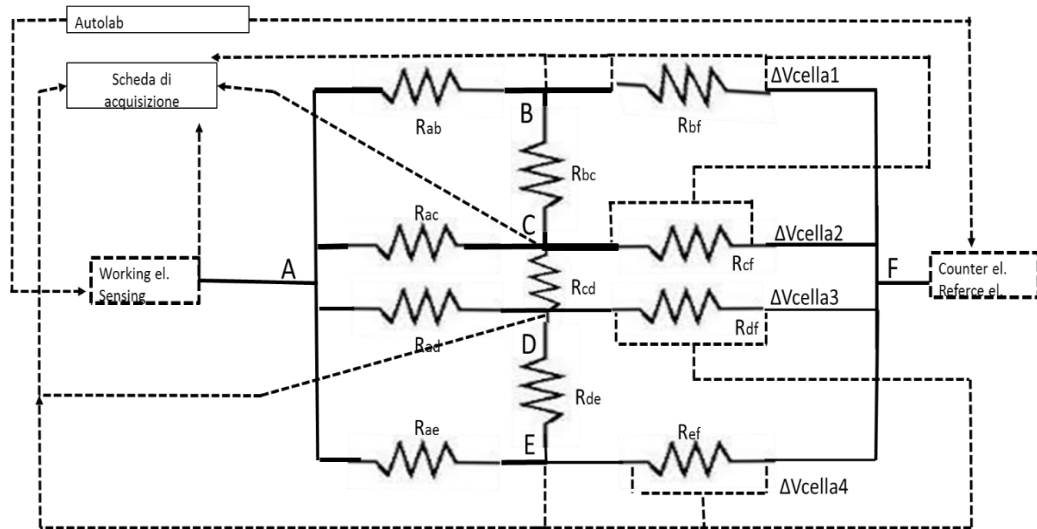 Autolab
Scheda di
acquisizione
ΔVcella1
B
Rab
Rbf
Rbc
Rac
C
ΔVcella2
Rcf
Working el.
Sensing
A
Rcd
F
Counter el.
Referce el.
ΔVcella3
Rad
D
Rdf
Rde
Rae
E
Ref
ΔVcella4